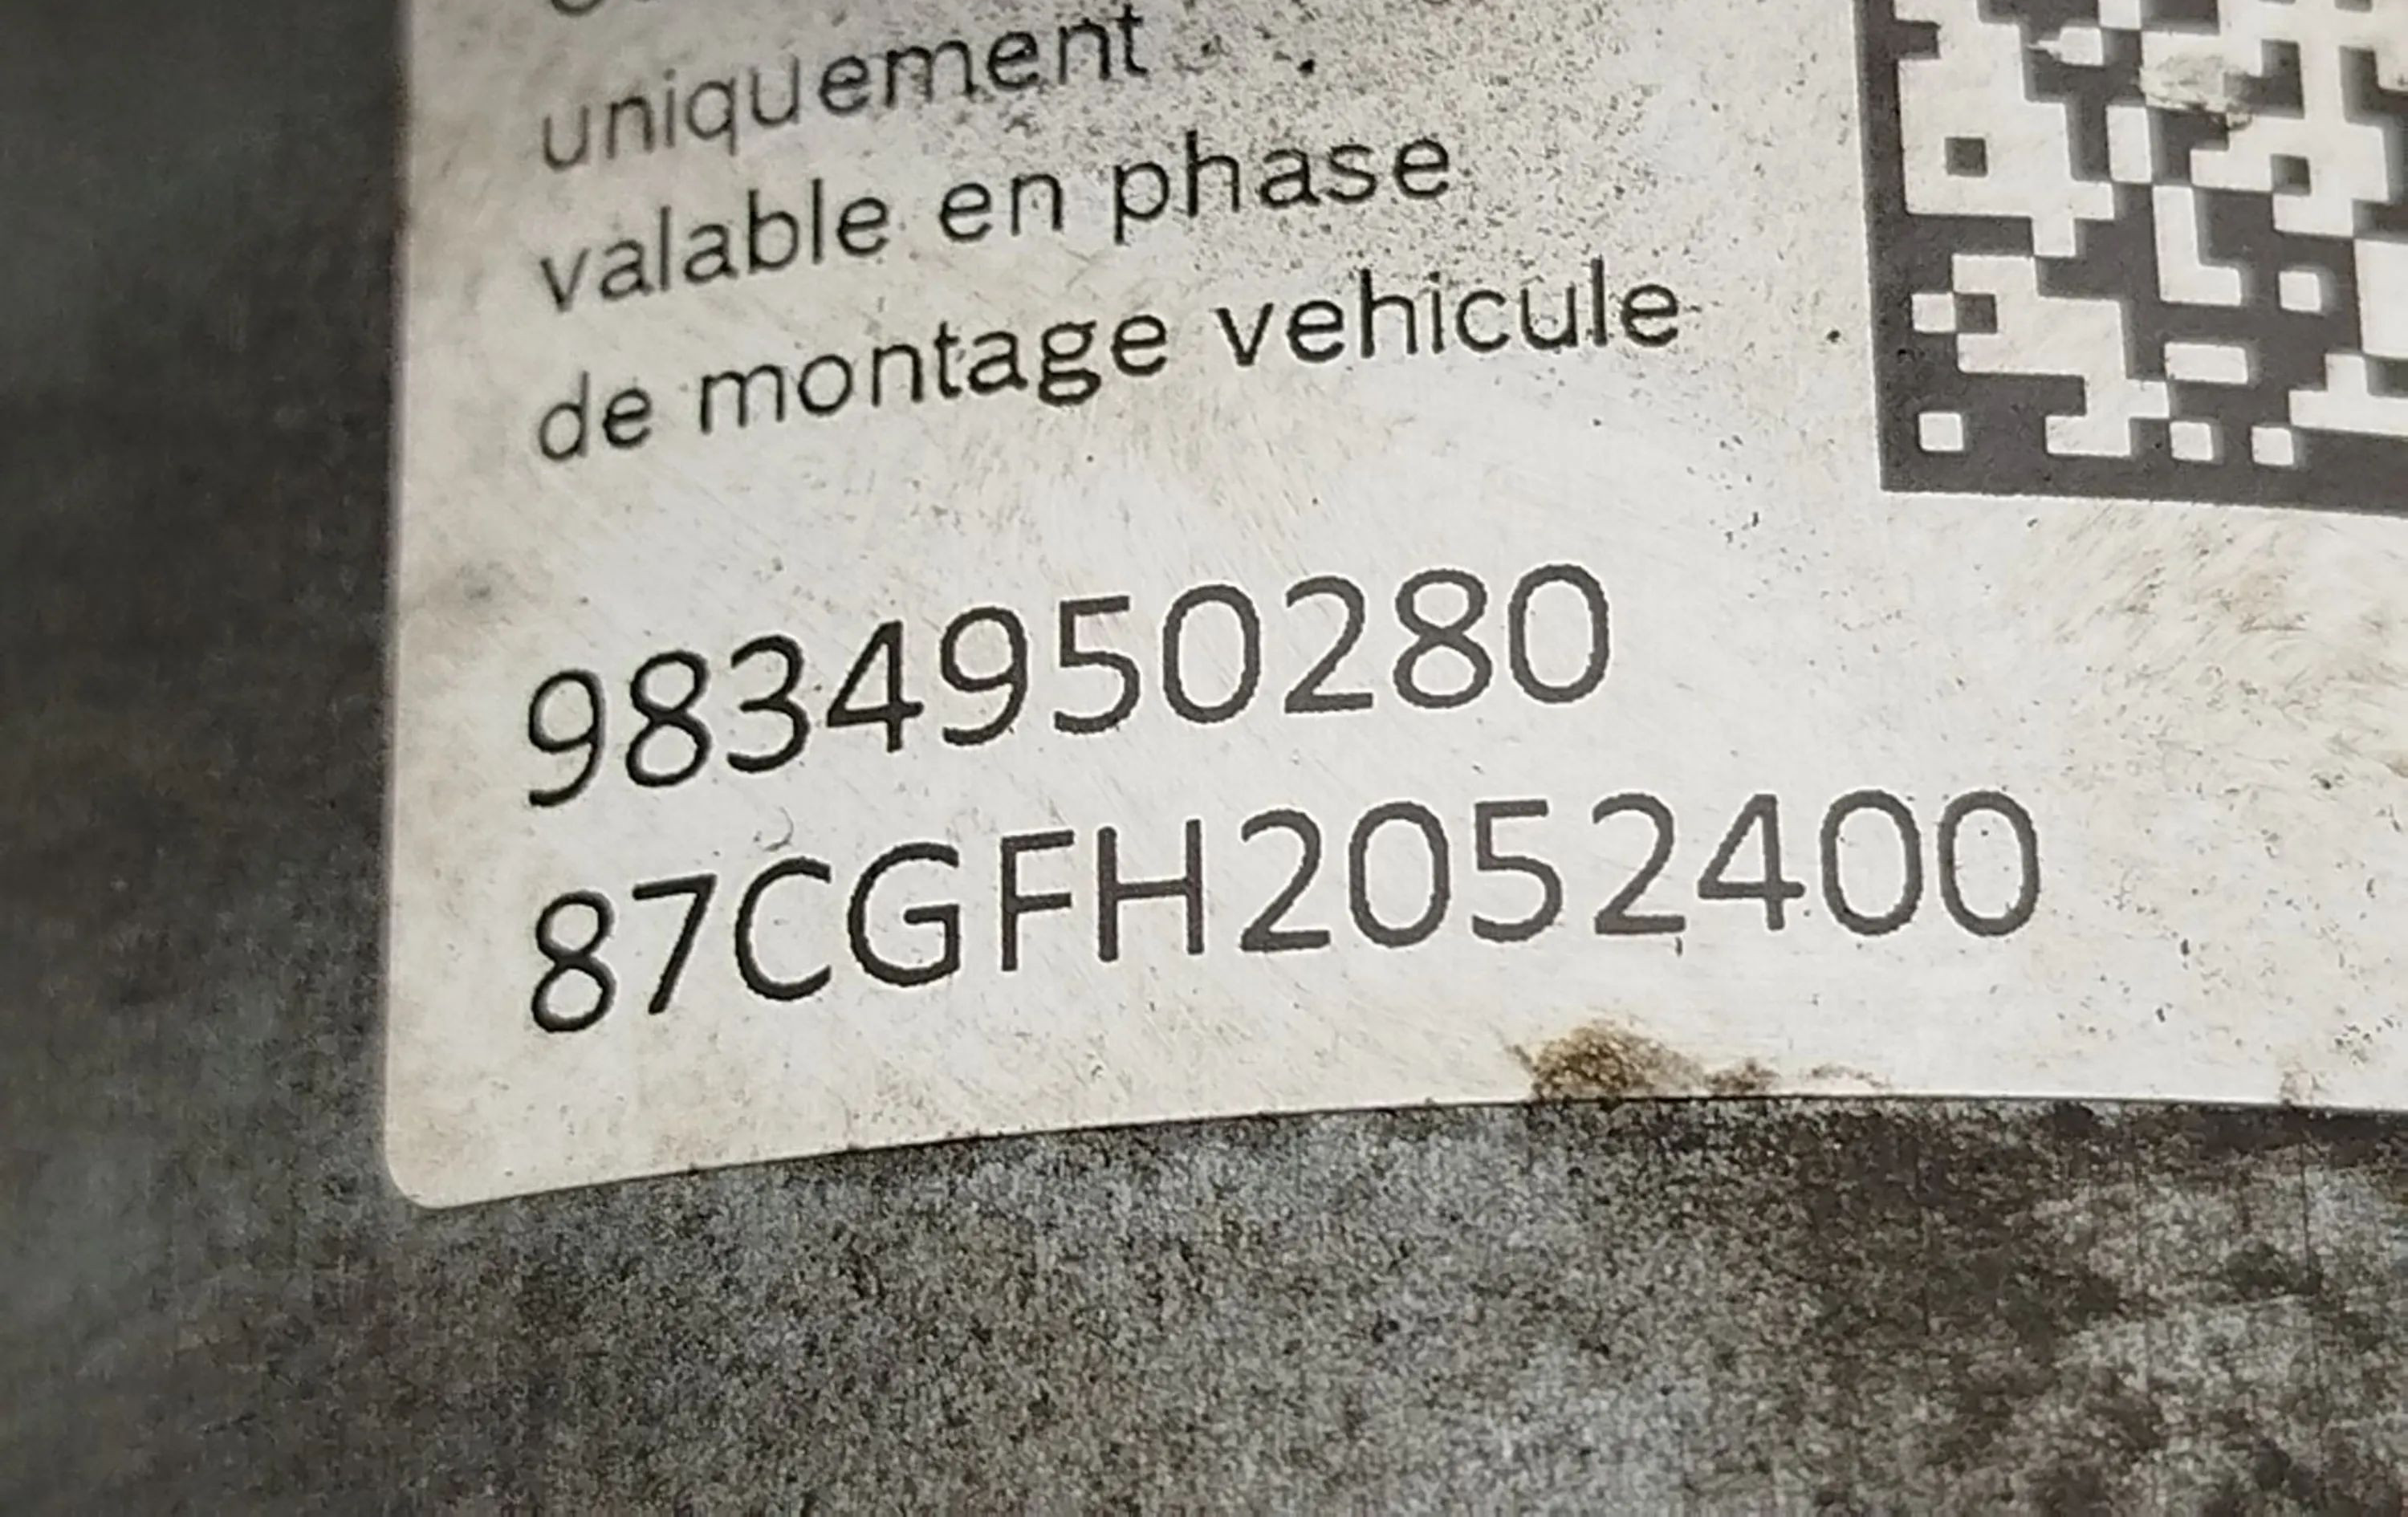 uniquement
valable en phase
de montage vehicule
9834950280
87CGFH2052400